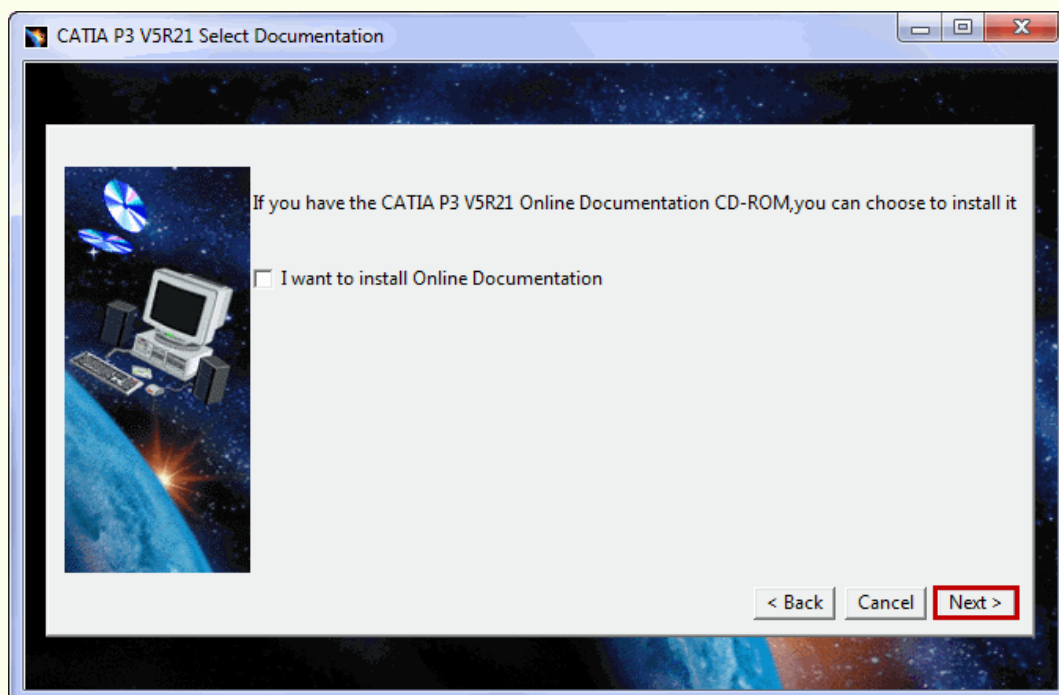 CATIA P3 V5R21 Select Documentation
If you have the CATIA P3 V5R21 Online Documentation CD-ROM,you can choose to install it
I want to install Online Documentation
< Back Cancel Next >